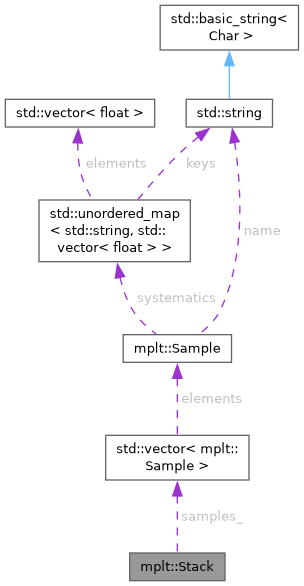 std::basic_string<
Char >
std::vector< float >
std::string
elements
keys
std::unordered_map
< std::string, std::
vector< float > >
name
systematics
mplt::Sample
elements
std::vector< mplt::
Sample >
samples_
mplt::Stack